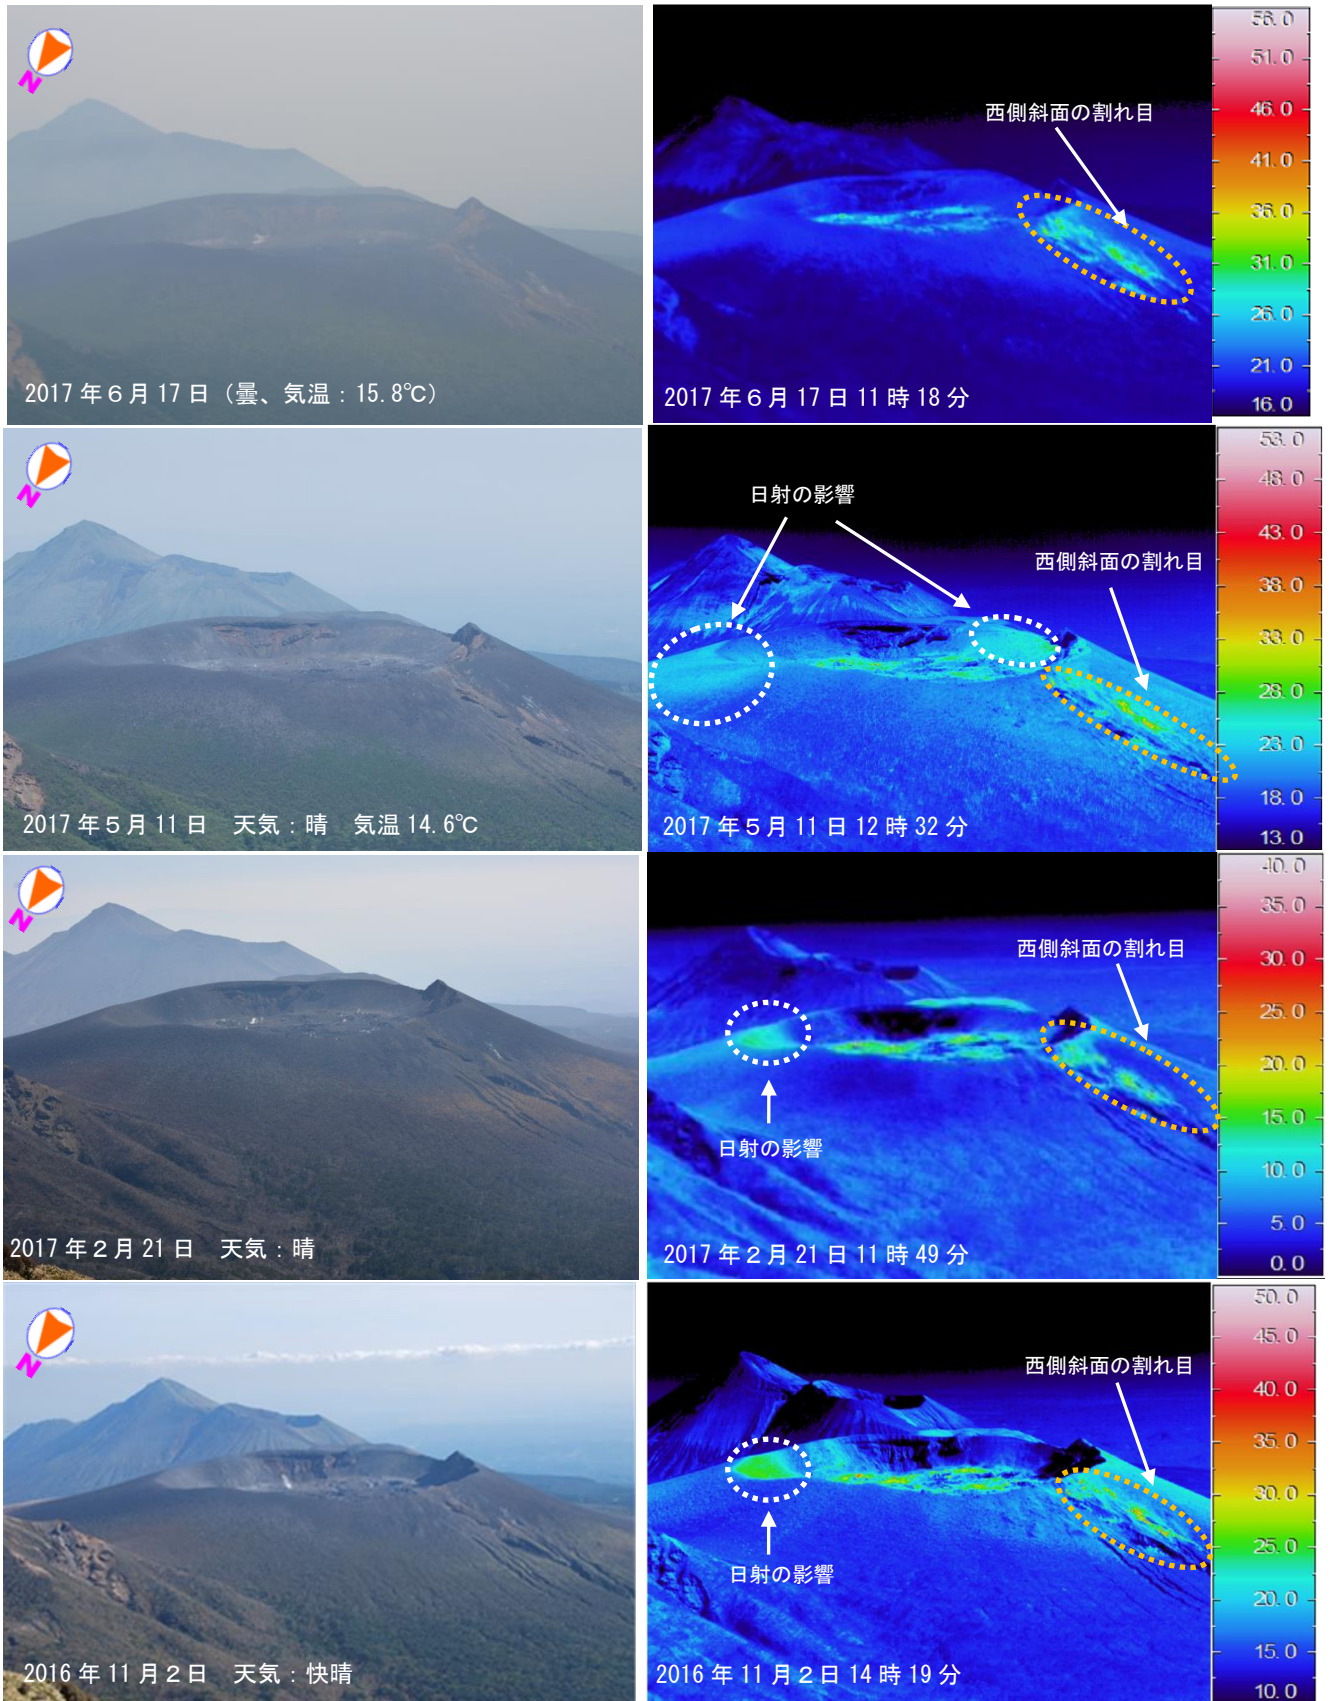 N
2017年6月17日（曇、気温：15.8℃）
西側斜面の割れ目
2017年6月17日11時18分
56.0
51.0
46.0
41.0
36.0
31.0
26.0
21.0
16.0
N
2017年5月11日　天気：晴　気温14.6℃
日射の影響
西側斜面の割れ目
2017年5月11日12時32分
53.0
48.0
43.0
38.0
33.0
28.0
23.0
18.0
13.0
N
2017年2月21日　天気：晴
西側斜面の割れ目
日射の影響
2017年2月21日11時49分
40.0
35.0
30.0
25.0
20.0
15.0
10.0
5.0
0.0
N
2016年11月2日　天気：快晴
西側斜面の割れ目
日射の影響
2016年11月2日14時19分
50.0
45.0
40.0
35.0
30.0
25.0
20.0
15.0
10.0